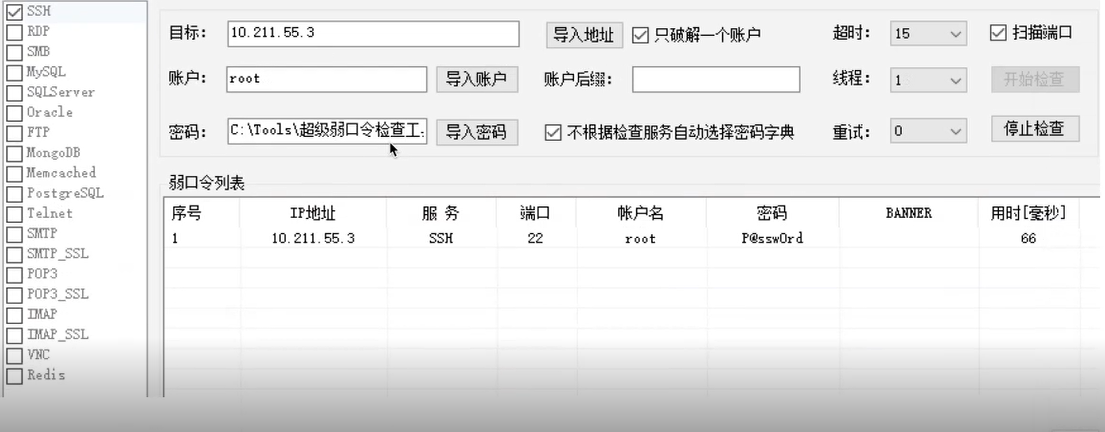 SSH
RDP
SMB
MySQL
SQLServer
Oracle
FTP
MongoDB
Memcached
PostgreSQL
Telnet
SMTP
SMTP_SSL
POP3
POP3_SSL
IMAP
IMAP_SSL
VNC
Redis
目标： 10.211.55.3 导入地址 只破解一个账户 超时： 15 扫描端口
账户： root 导入账户 账户后缀： 线程： 1 开始检查
密码： C:\Tools\超级弱口令检查工 导入密码 不根据检查服务自动选择密码字典 重试： 0 停止检查
弱口令列表
序号 IP地址 服 务 端口 帐户名 密码 BANNER 用时[毫秒]
1 10.211.55.3 SSH 22 root P@ssw0rd 66